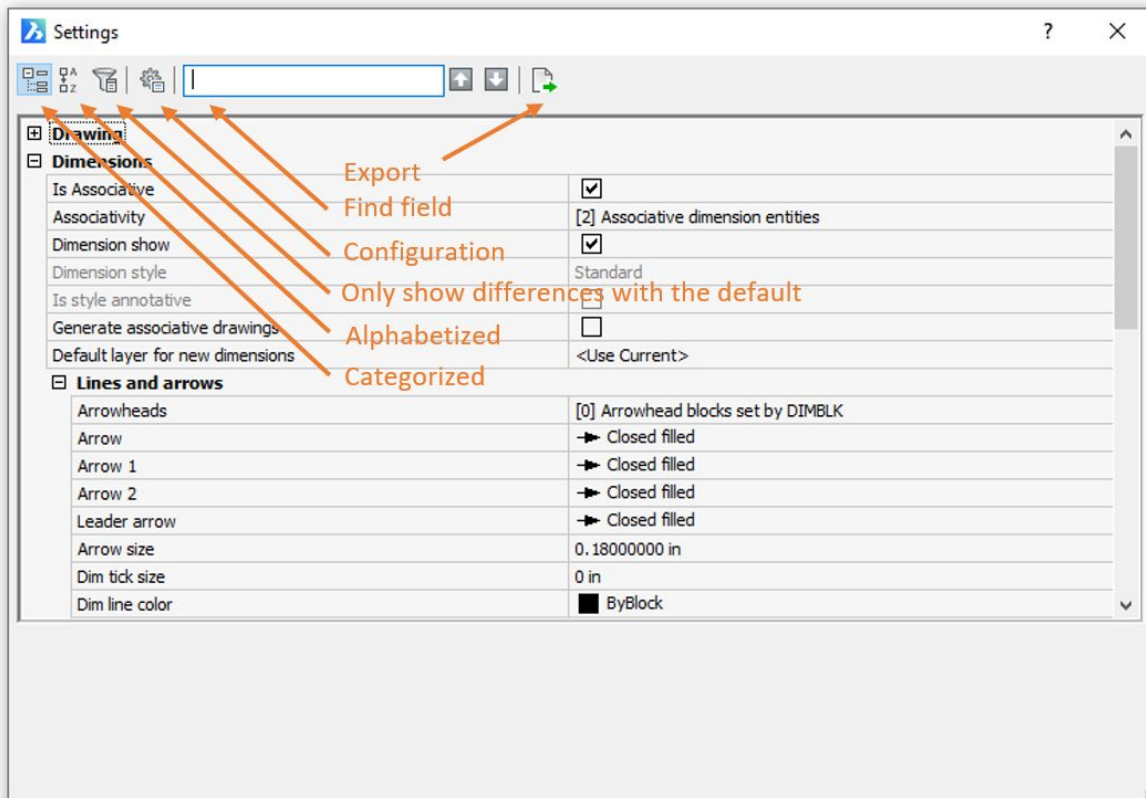 Settings
?
Drawing
Dimensions
Export
Is Associative
Find field
Associativity [2] Associative dimension entities
Dimension show
Configuration
Dimension style Standard
Is style annotative
Only show differences with the default
Generate associative drawings
Alphabetized
Default layer for new dimensions <Use Current>
Categorized
Lines and arrows
Arrowheads [0] Arrowhead blocks set by DIMBLK
Arrow Closed filled
Arrow 1 Closed filled
Arrow 2 Closed filled
Leader arrow Closed filled
Arrow size 0.18000000 in
Dim tick size 0 in
Dim line color ByBlock